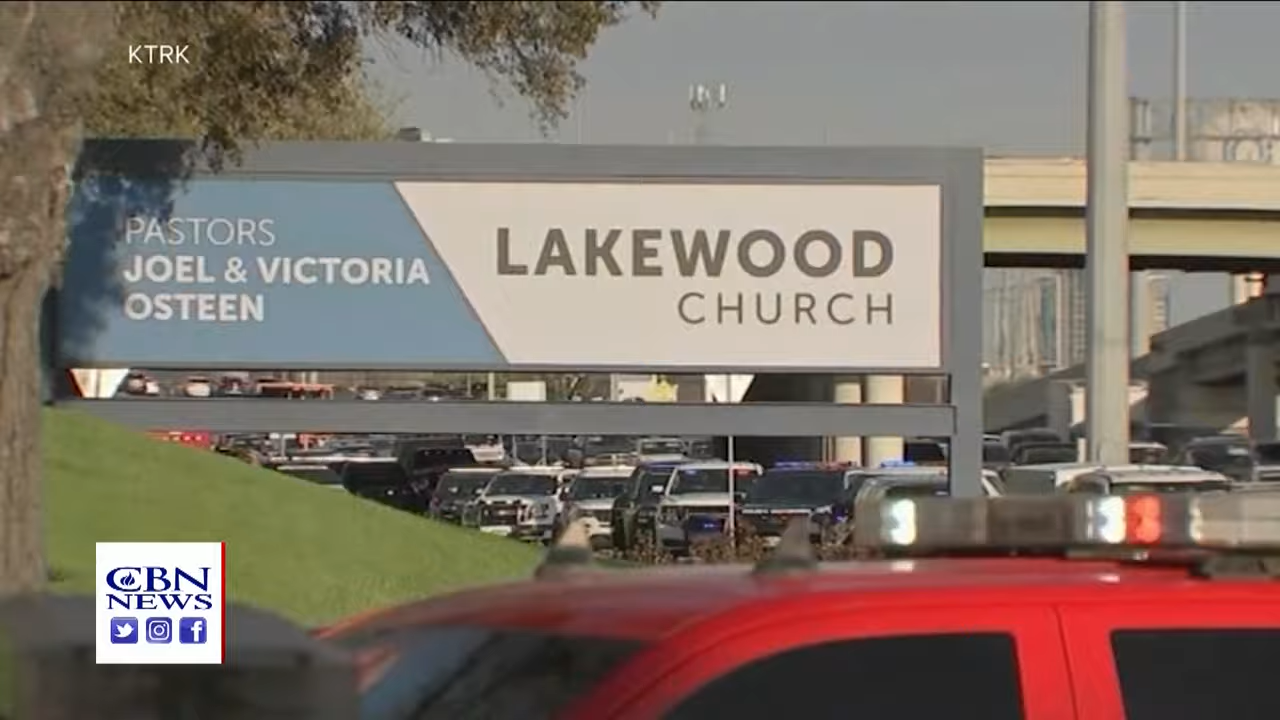 KTRK
PASTORS
JOEL & VICTORIA
OSTEEN
LAKEWOOD
CHURCH
CBN
NEWS